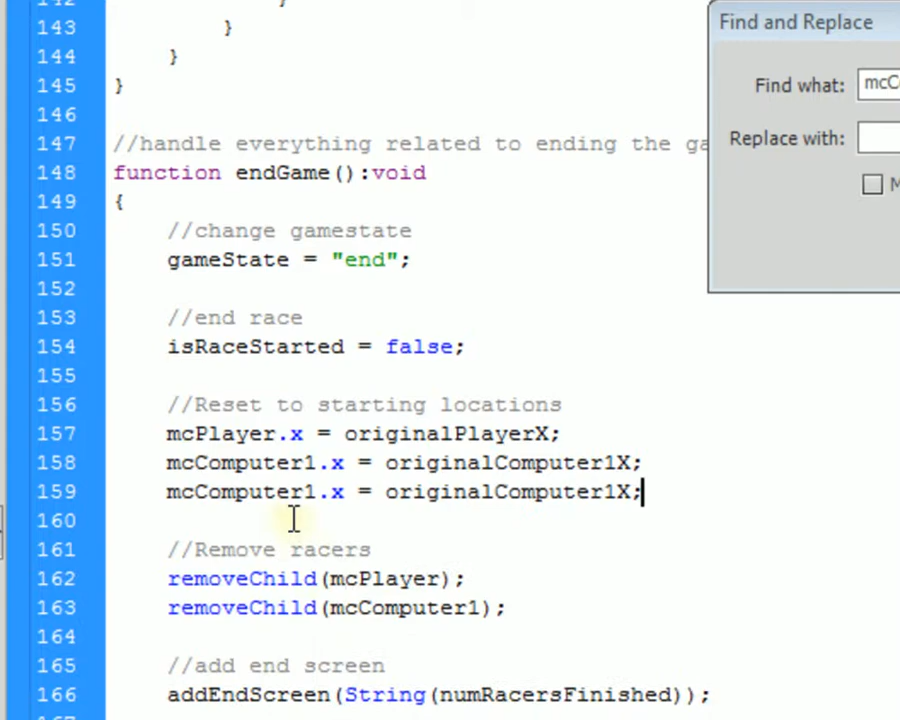 142 }
143 }
144 }
145 }
146
147 //handle everything related to ending the ga
148 function endGame():void
149 {
150 //change gamestate
151 gameState = "end";
152
153 //end race
154 isRaceStarted = false;
155
156 //Reset to starting locations
157 mcPlayer.x = originalPlayerX;
158 mcComputer1.x = originalComputer1X;
159 mcComputer1.x = originalComputer1X;
160
161 //Remove racers
162 removeChild(mcPlayer);
163 removeChild(mcComputer1);
164
165 //add end screen
166 addEndScreen(String(numRacersFinished));
Find and Replace
Find what: mcC
Replace with:
M